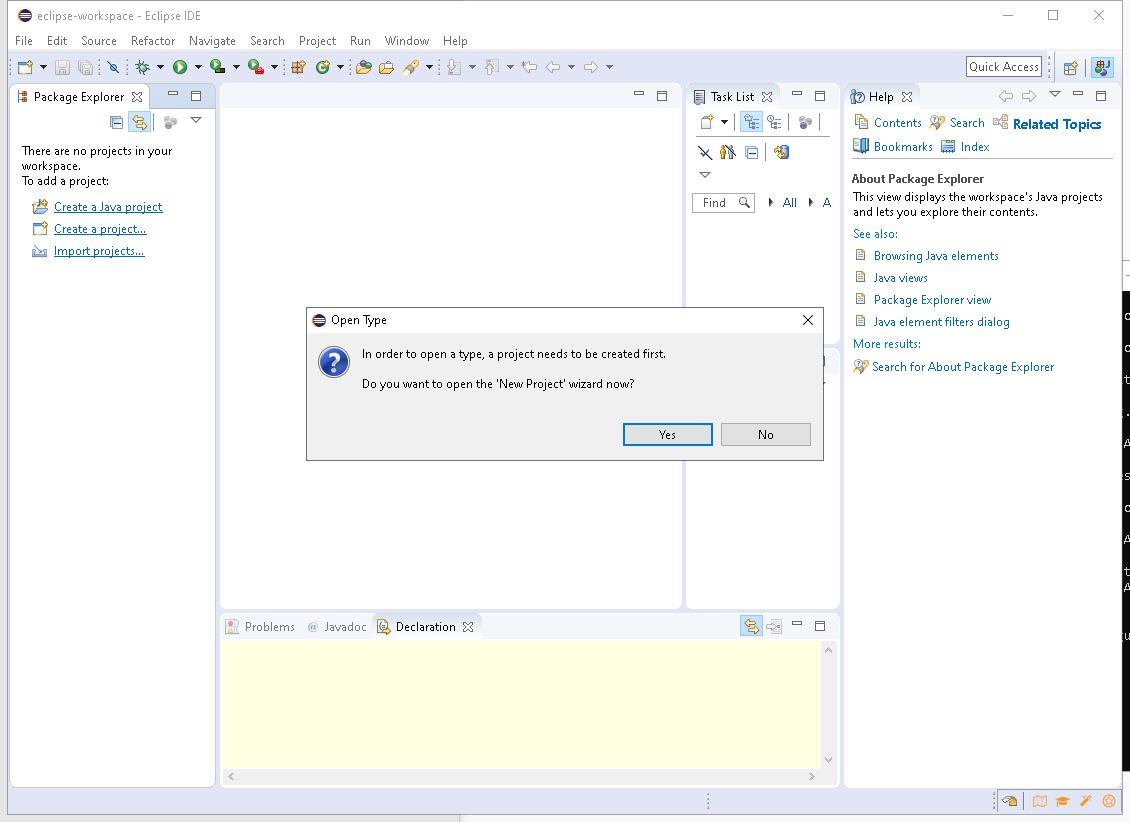 eclipse-workspace - Eclipse IDE
File Edit Source Refactor Navigate Search Project Run Window Help
Quick Access
Package Explorer
There are no projects in your
workspace.
To add a project:
Create a Java project
Create a project...
Import projects...
Task List
Find
All
A
Help
Contents Search Related Topics
Bookmarks Index
About Package Explorer
This view displays the workspace's Java projects
and lets you explore their contents.
See also:
Browsing Java elements
Java views
Package Explorer view
Java element filters dialog
More results:
Search for About Package Explorer
Open Type
In order to open a type, a project needs to be created first.
Do you want to open the 'New Project' wizard now?
Yes No
Problems @ Javadoc Declaration